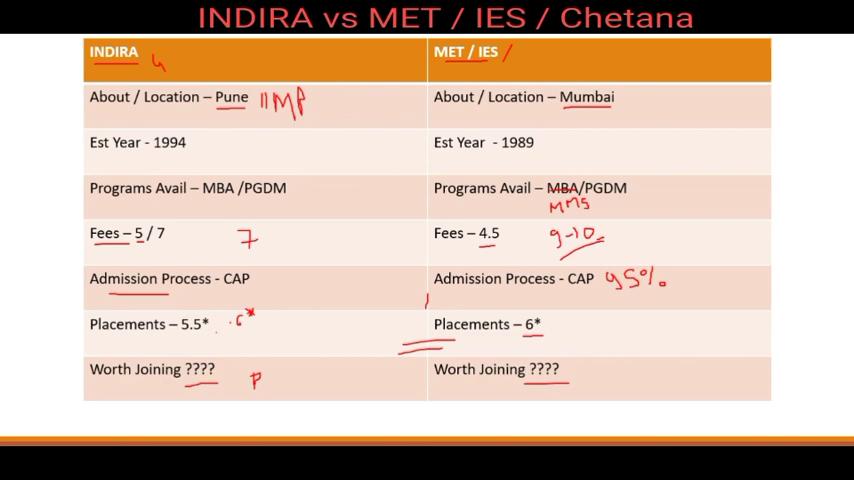 INDIRA vs MET / IES / Chetana
INDIRA
MET / IES /
About / Location – Pune IIMP
About / Location – Mumbai
Est Year - 1994
Est Year - 1989
Programs Avail – MBA /PGDM
Programs Avail – MBA/PGDM
MMS
Fees – 5 / 7 7
Fees – 4.5 9-10
Admission Process - CAP
Admission Process - CAP 95%
Placements – 5.5* 6*
Placements – 6*
Worth Joining ???? P
Worth Joining ????